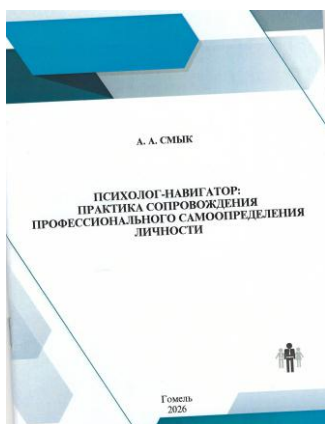 А. А. СМЫК
ПСИХОЛОГ-НАВИГАТОР:
ПРАКТИКА СОПРОВОЖДЕНИЯ
ПРОФЕССИОНАЛЬНОГО САМООПРЕДЕЛЕНИЯ
ЛИЧНОСТИ
Гомель
2026